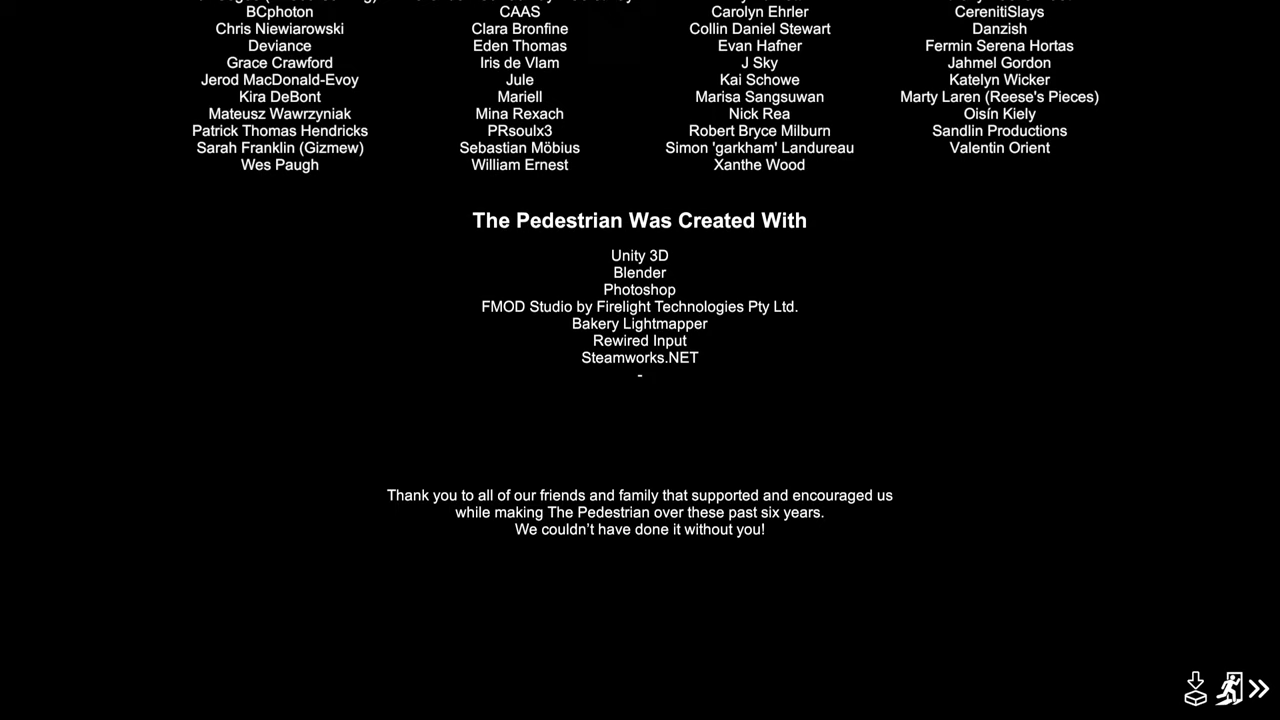 BCphoton CAAS Carolyn Ehrler CerenitiSlays
Chris Niewiarowski Clara Bronfine Collin Daniel Stewart Danzish
Deviance Eden Thomas Evan Hafner Fermin Serena Hortas
Grace Crawford Iris de Vlam J Sky Jahmel Gordon
Jerod MacDonald-Evoy Jule Kai Schowe Katelyn Wicker
Kira DeBont Mariell Marisa Sangsuwan Marty Laren (Reese's Pieces)
Mateusz Wawrzyniak Mina Rexach Nick Rea Oisín Kiely
Patrick Thomas Hendricks PRsoulx3 Robert Bryce Milburn Sandlin Productions
Sarah Franklin (Gizmew) Sebastian Möbius Simon 'garkham' Landureau Valentin Orient
Wes Paugh William Ernest Xanthe Wood
The Pedestrian Was Created With
Unity 3D
Blender
Photoshop
FMOD Studio by Firelight Technologies Pty Ltd.
Bakery Lightmapper
Rewired Input
Steamworks.NET
-
Thank you to all of our friends and family that supported and encouraged us
while making The Pedestrian over these past six years.
We couldn't have done it without you!